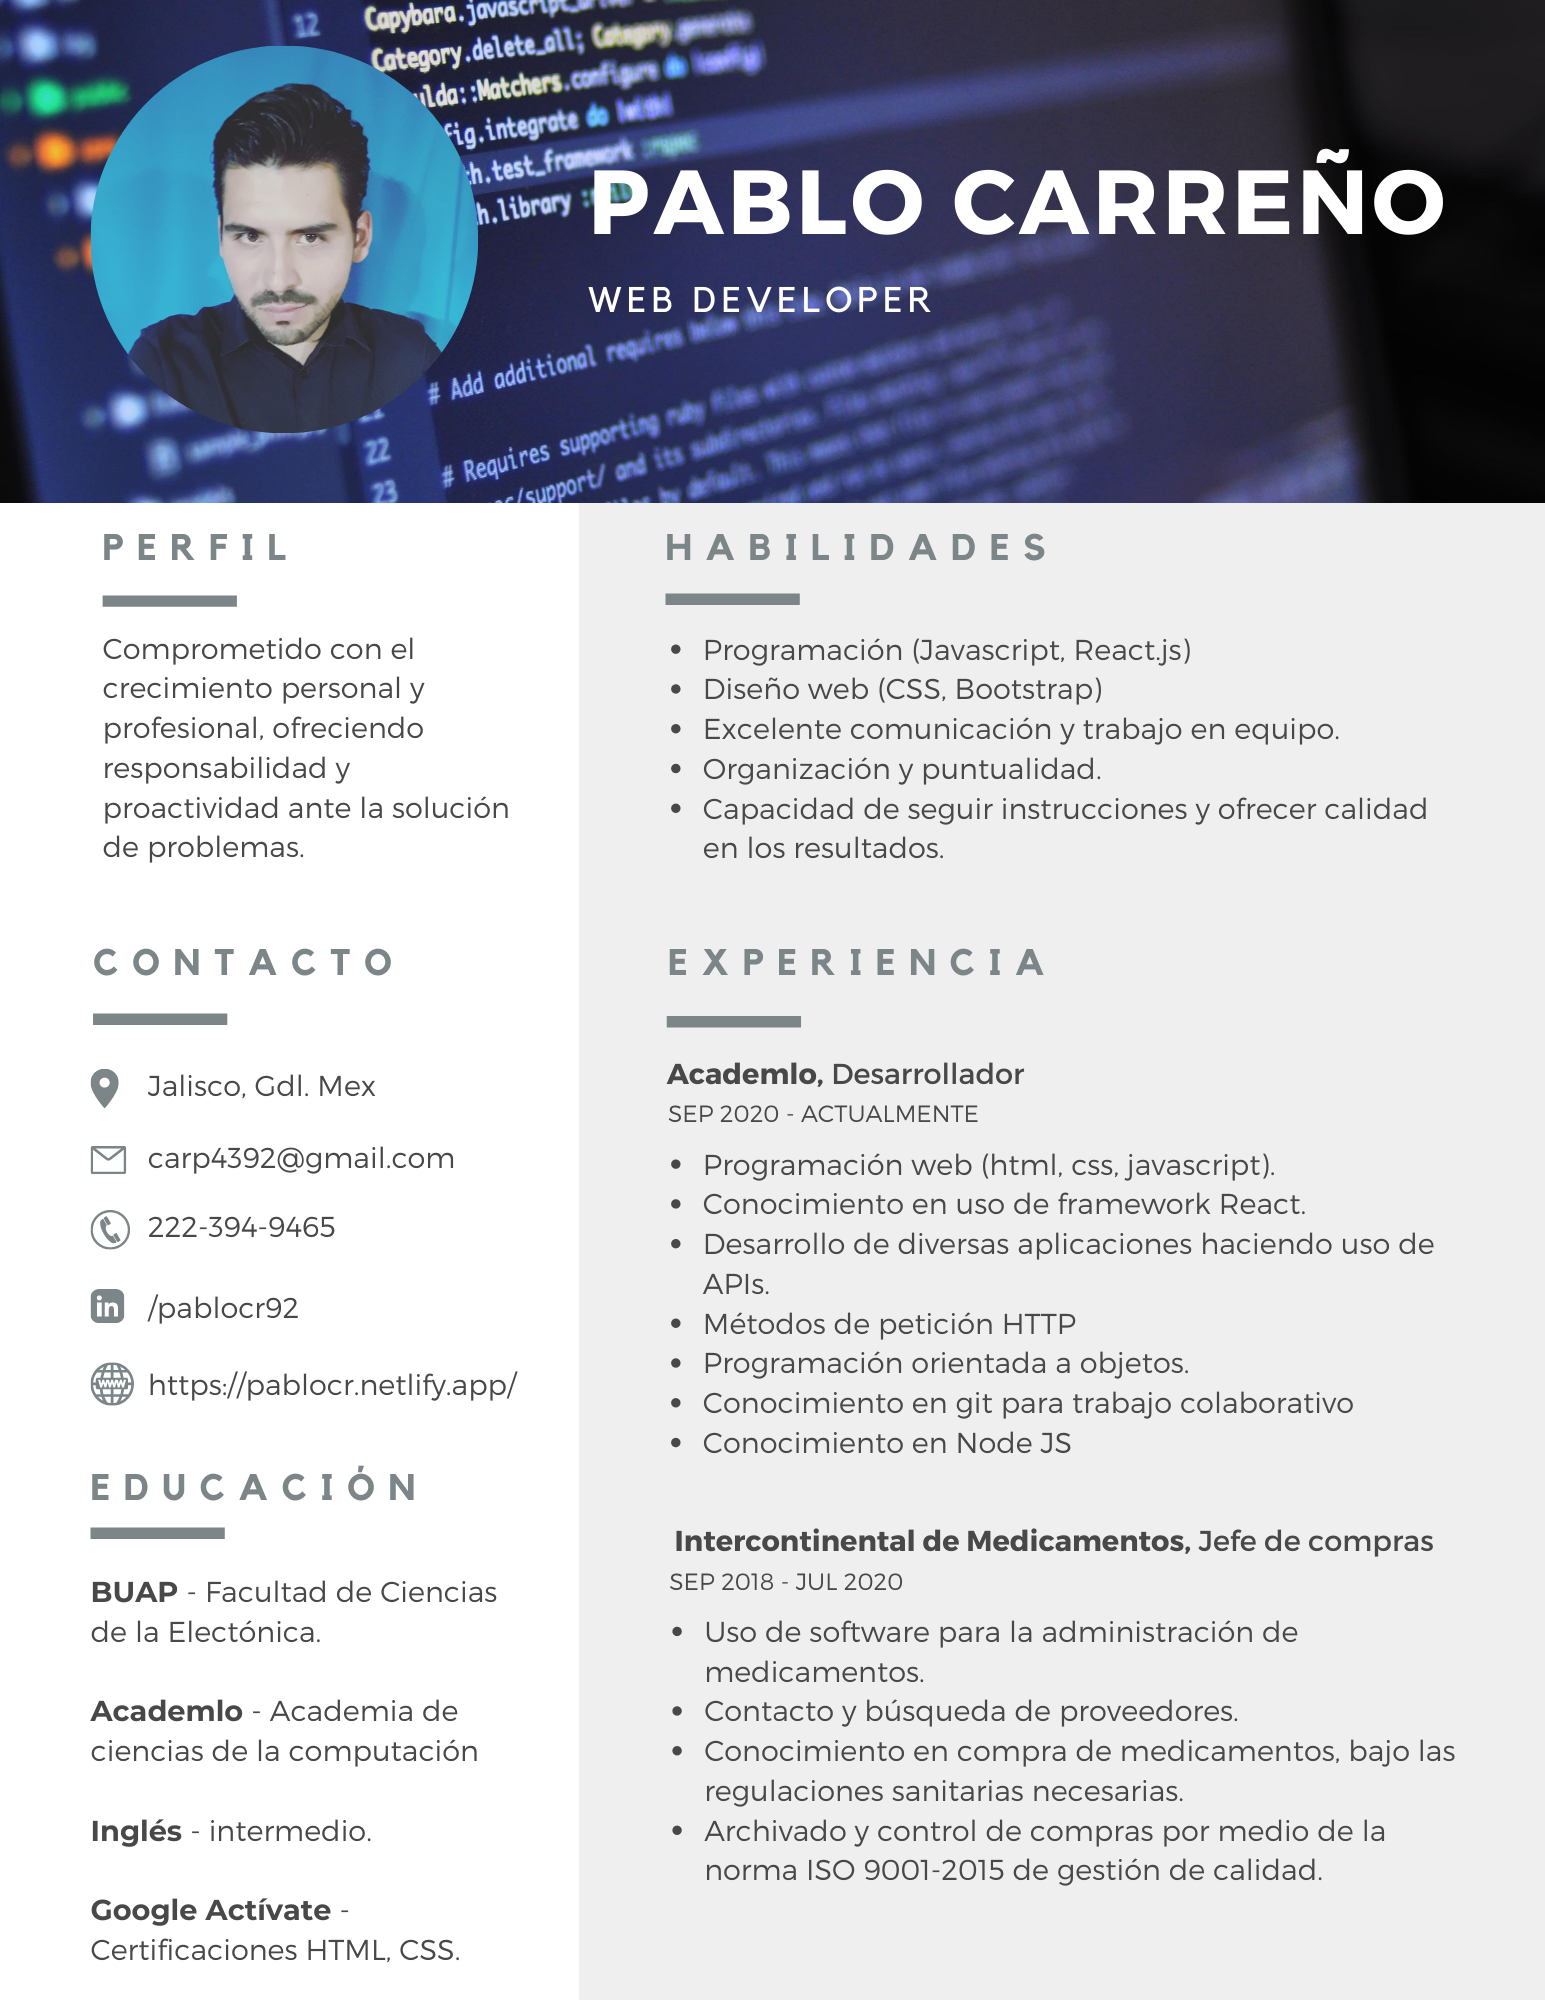 12
Capybara.javascript
Category.delete_all; Category
::Matchers.configure do
.integrate do
.test_framework
h.library
PABLO CARREÑO
WEB DEVELOPER
# Add additional requires below
22
# Requires supporting ruby files with
23
/support/ and its subdirectories.
by default.
PERFIL
Comprometido con el
crecimiento personal y
profesional, ofreciendo
responsabilidad y
proactividad ante la solución
de problemas.
CONTACTO
Jalisco, Gdl. Mex
carp4392@gmail.com
222-394-9465
in
/pablocr92
www
https://pablocr.netlify.app/
EDUCACIÓN
BUAP - Facultad de Ciencias
de la Electónica.
Academlo - Academia de
ciencias de la computación
Inglés - intermedio.
Google Actívate -
Certificaciones HTML, CSS.
HABILIDADES
• Programación (Javascript, React.js)
• Diseño web (CSS, Bootstrap)
• Excelente comunicación y trabajo en equipo.
• Organización y puntualidad.
• Capacidad de seguir instrucciones y ofrecer calidad
en los resultados.
EXPERIENCIA
Academlo, Desarrollador
SEP 2020 - ACTUALMENTE
• Programación web (html, css, javascript).
• Conocimiento en uso de framework React.
• Desarrollo de diversas aplicaciones haciendo uso de
APIs.
• Métodos de petición HTTP
• Programación orientada a objetos.
• Conocimiento en git para trabajo colaborativo
• Conocimiento en Node JS
Intercontinental de Medicamentos, Jefe de compras
SEP 2018 - JUL 2020
• Uso de software para la administración de
medicamentos.
• Contacto y búsqueda de proveedores.
• Conocimiento en compra de medicamentos, bajo las
regulaciones sanitarias necesarias.
• Archivado y control de compras por medio de la
norma ISO 9001-2015 de gestión de calidad.